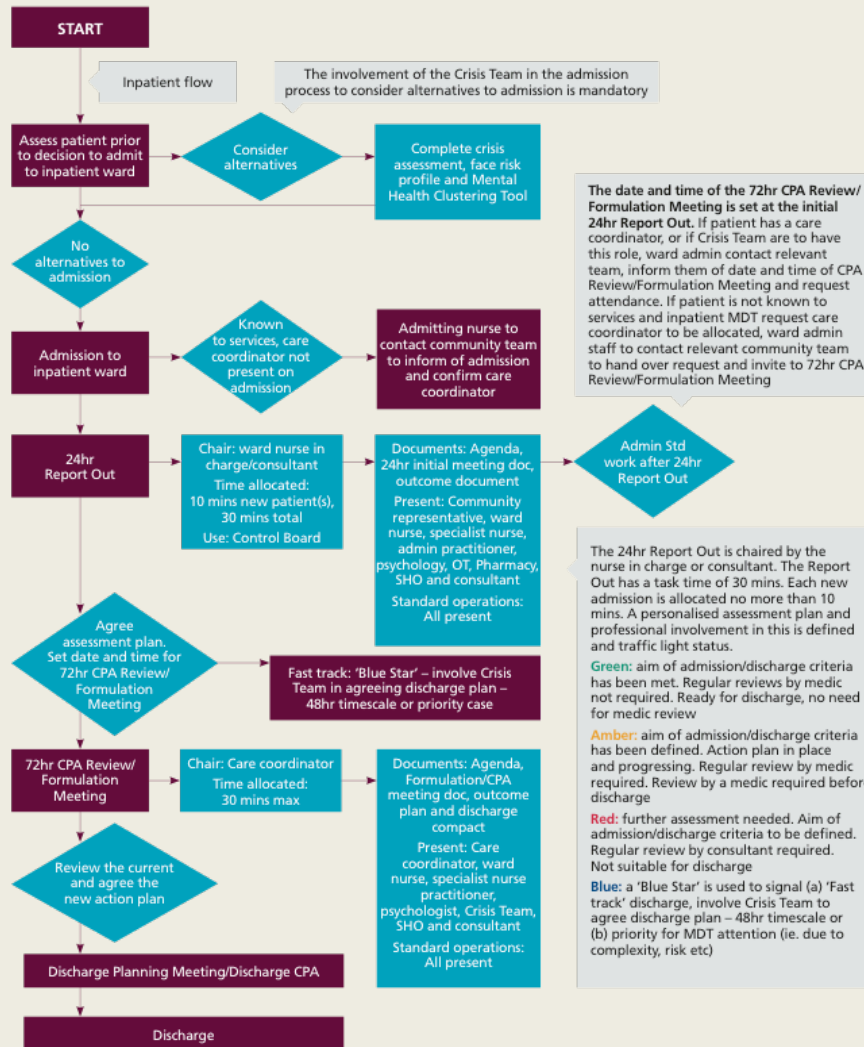 START
Inpatient flow
The involvement of the Crisis Team in the admission
process to consider alternatives to admission is mandatory
Assess patient prior
to decision to admit
to inpatient ward
Consider
alternatives
Complete crisis
assessment, face risk
profile and Mental
Health Clustering Tool
No
alternatives to
admission
The date and time of the 72hr CPA Review/
Formulation Meeting is set at the initial
24hr Report Out. If patient has a care
coordinator, or if Crisis Team are to have
this role, ward admin contact relevant
team, inform them of date and time of CPA
Review/Formulation Meeting and request
attendance. If patient is not known to
services and inpatient MDT request care
coordinator to be allocated, ward admin
staff to contact relevant community team
to hand over request and invite to 72hr CPA
Review/Formulation Meeting
Admission to
inpatient ward
Known
to services, care
coordinator not
present on
admission
Admitting nurse to
contact community team
to inform of admission
and confirm care
coordinator
24hr
Report Out
Chair: ward nurse in
charge/consultant
Time allocated:
10 mins new patient(s),
30 mins total
Use: Control Board
Documents: Agenda,
24hr initial meeting doc,
outcome document
Present: Community
representative, ward
nurse, specialist nurse,
admin practitioner,
psychology, OT, Pharmacy,
SHO and consultant
Standard operations:
All present
Admin Std
work after 24hr
Report Out
The 24hr Report Out is chaired by the
nurse in charge or consultant. The Report
Out has a task time of 30 mins. Each new
admission is allocated no more than 10
mins. A personalised assessment plan and
professional involvement in this is defined
and traffic light status.
Green: aim of admission/discharge criteria
has been met. Regular reviews by medic
not required. Ready for discharge, no need
for medic review
Amber: aim of admission/discharge criteria
has been defined. Action plan in place
and progressing. Regular review by medic
required. Review by a medic required before
discharge
Red: further assessment needed. Aim of
admission/discharge criteria to be defined.
Regular review by consultant required.
Not suitable for discharge
Blue: a ‘Blue Star’ is used to signal (a) ‘Fast
track’ discharge, involve Crisis Team to
agree discharge plan – 48hr timescale or
(b) priority for MDT attention (ie. due to
complexity, risk etc)
Agree
assessment plan.
Set date and time for
72hr CPA Review/
Formulation
Meeting
Fast track: ‘Blue Star’ – involve Crisis
Team in agreeing discharge plan –
48hr timescale or priority case
72hr CPA Review/
Formulation
Meeting
Chair: Care coordinator
Time allocated:
30 mins max
Documents: Agenda,
Formulation/CPA
meeting doc, outcome
plan and discharge
compact
Present: Care
coordinator, ward
nurse, specialist nurse
practitioner,
psychologist, Crisis Team,
SHO and consultant
Standard operations:
All present
Review the current
and agree the
new action plan
Discharge Planning Meeting/Discharge CPA
Discharge